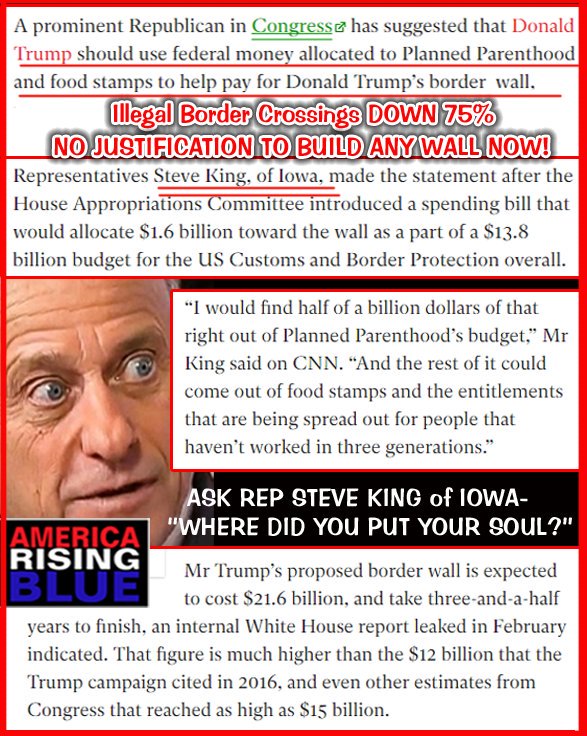 A prominent Republican in Congress has suggested that Donald
Trump should use federal money allocated to Planned Parenthood
and food stamps to help pay for Donald Trump's border wall.
Illegal Border Crossings DOWN 75%
NO JUSTIFICATION TO BUILD ANY WALL NOW!
Representatives Steve King, of Iowa, made the statement after the
House Appropriations Committee introduced a spending bill that
would allocate $1.6 billion toward the wall as a part of a $13.8
billion budget for the US Customs and Border Protection overall.
“I would find half of a billion dollars of that
right out of Planned Parenthood's budget,” Mr
King said on CNN. “And the rest of it could
come out of food stamps and the entitlements
that are being spread out for people that
haven't worked in three generations.”
ASK REP STEVE KING of IOWA-
"WHERE DID YOU PUT YOUR SOUL?"
AMERICA
RISING
BLUE
Mr Trump's proposed border wall is expected
to cost $21.6 billion, and take three-and-a-half
years to finish, an internal White House report leaked in February
indicated. That figure is much higher than the $12 billion that the
Trump campaign cited in 2016, and even other estimates from
Congress that reached as high as $15 billion.